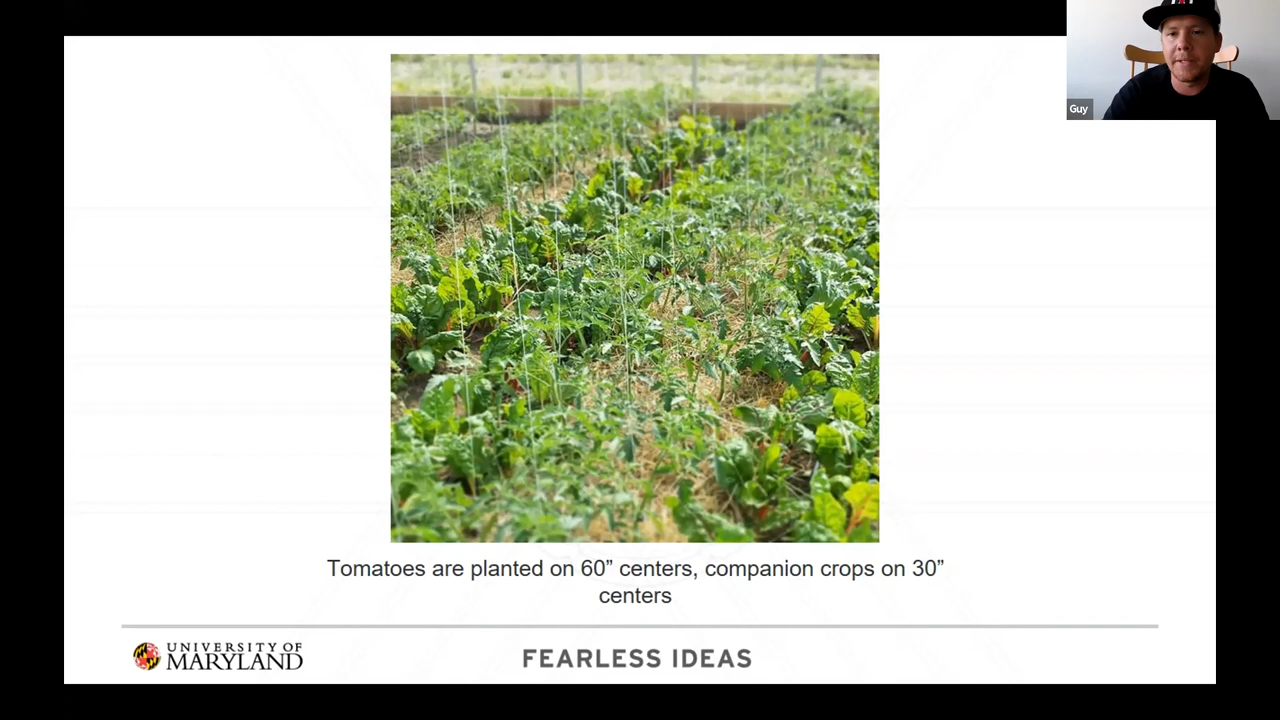 Guy
Tomatoes are planted on 60” centers, companion crops on 30”
centers
UNIVERSITY OF
MARYLAND
FEARLESS IDEAS